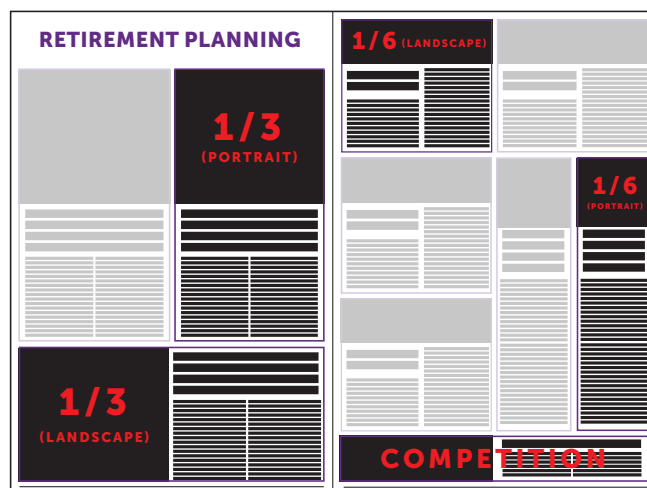 RETIREMENT PLANNING
1/3
(PORTRAIT)
1/3
(LANDSCAPE)
1/6 (LANDSCAPE)
1/6
(PORTRAIT)
COMPETITION